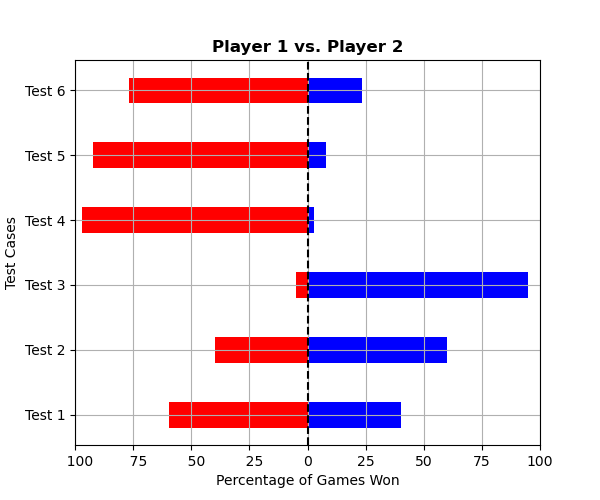 Player 1 vs. Player 2
Test 6
Test 5
Test 4
Test 3
Test 2
Test 1
Test Cases
100 75 50 25 0 25 50 75 100
Percentage of Games Won